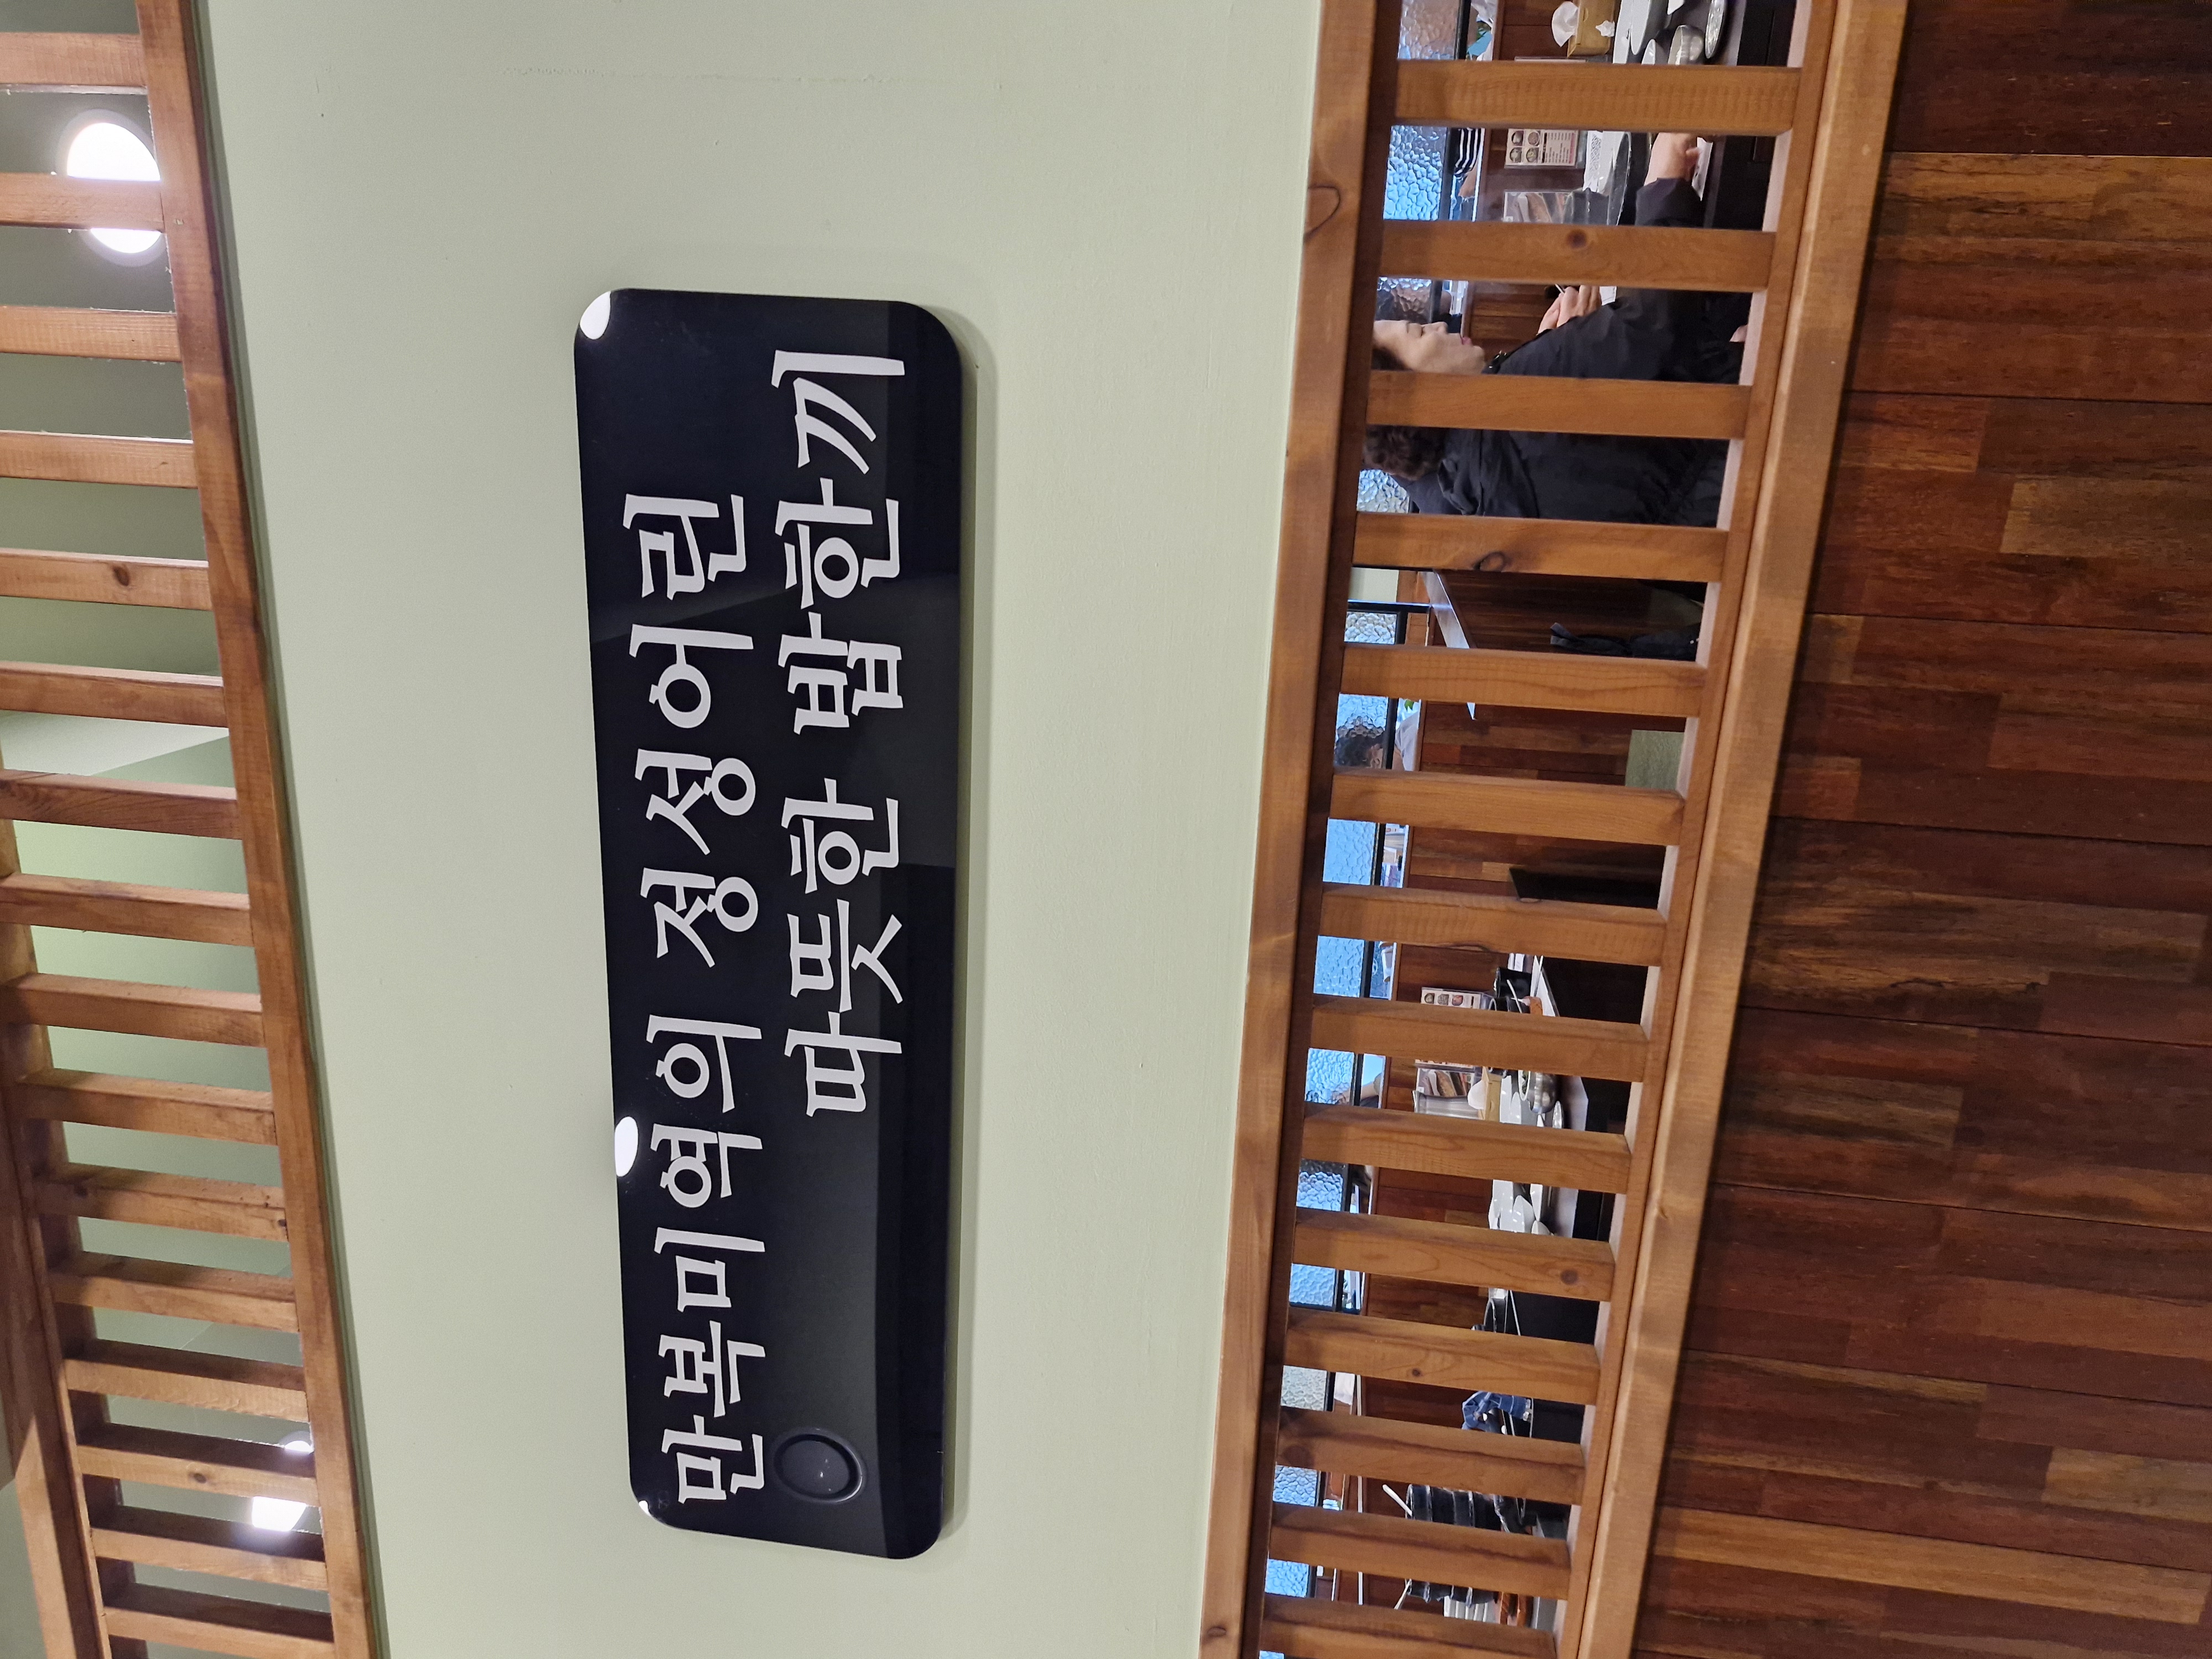 만복미역의 정성어린
따뜻한 밥한끼